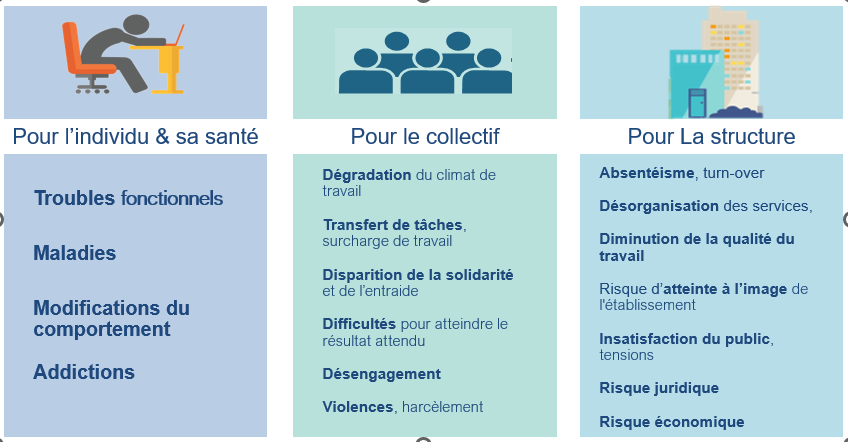 Pour l'individu & sa santé
Troubles fonctionnels
Maladies
Modifications du
comportement
Addictions
Pour le collectif
Dégradation du climat de
travail
Transfert de tâches,
surcharge de travail
Disparition de la solidarité
et de l'entraide
Difficultés pour atteindre le
résultat attendu
Désengagement
Violences, harcèlement
Pour La structure
Absentéisme, turn-over
Désorganisation des services,
Diminution de la qualité du
travail
Risque d'atteinte à l'image de
l'établissement
Insatisfaction du public,
tensions
Risque juridique
Risque économique